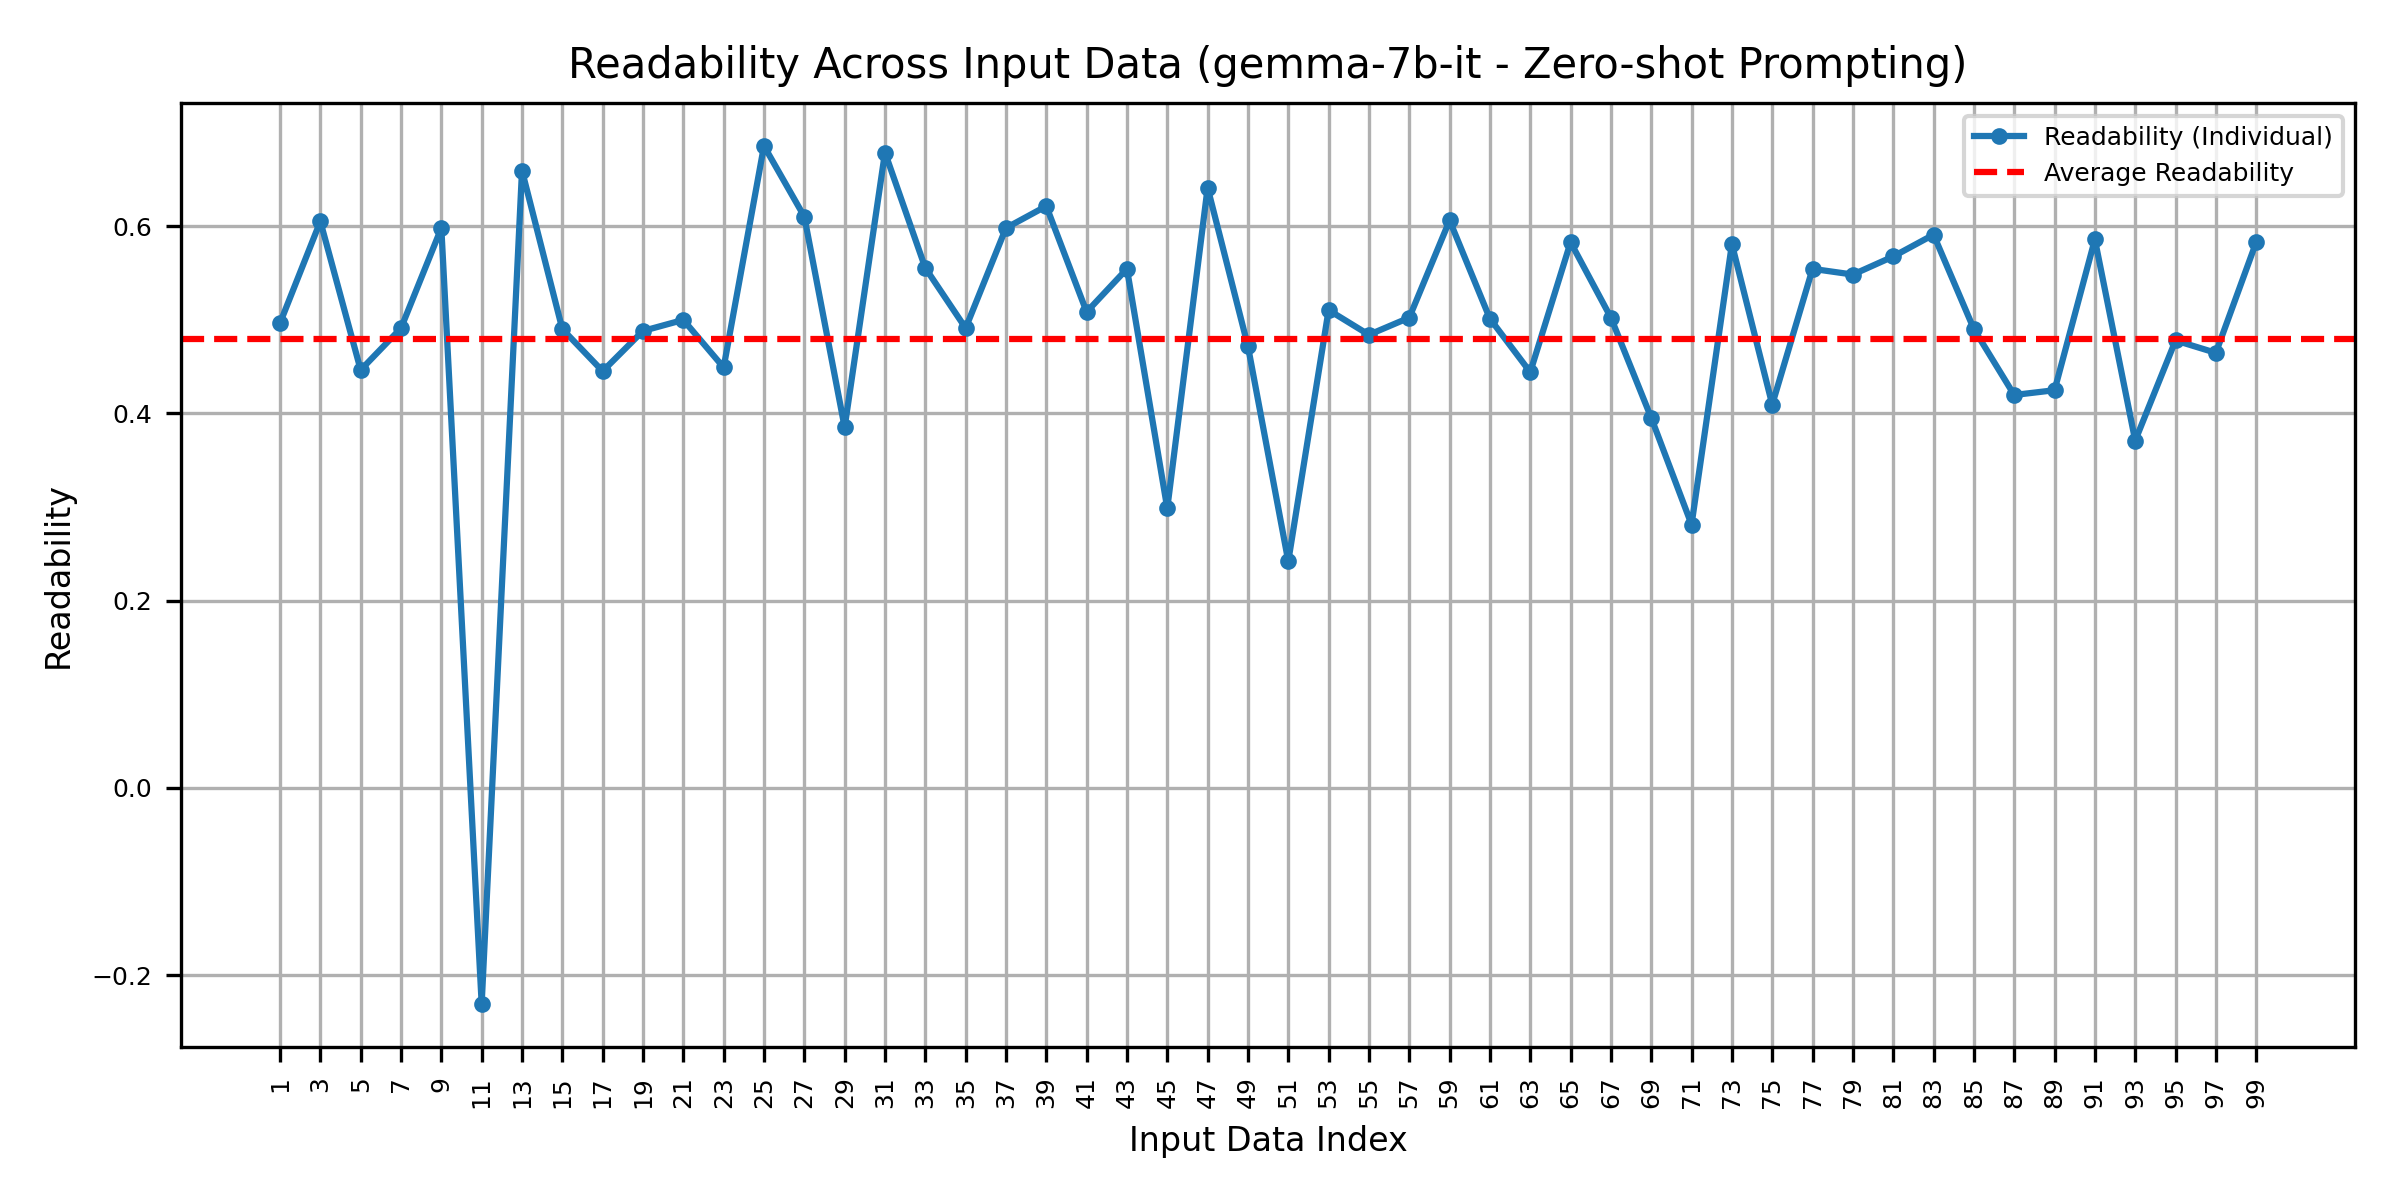 Readability Across Input Data (gemma-7b-it - Zero-shot Prompting)
Readability (Individual)
Average Readability
Readability
0.6
0.4
0.2
0.0
−0.2
1 3 5 7 9 11 13 15 17 19 21 23 25 27 29 31 33 35 37 39 41 43 45 47 49 51 53 55 57 59 61 63 65 67 69 71 73 75 77 79 81 83 85 87 89 91 93 95 97 99
Input Data Index